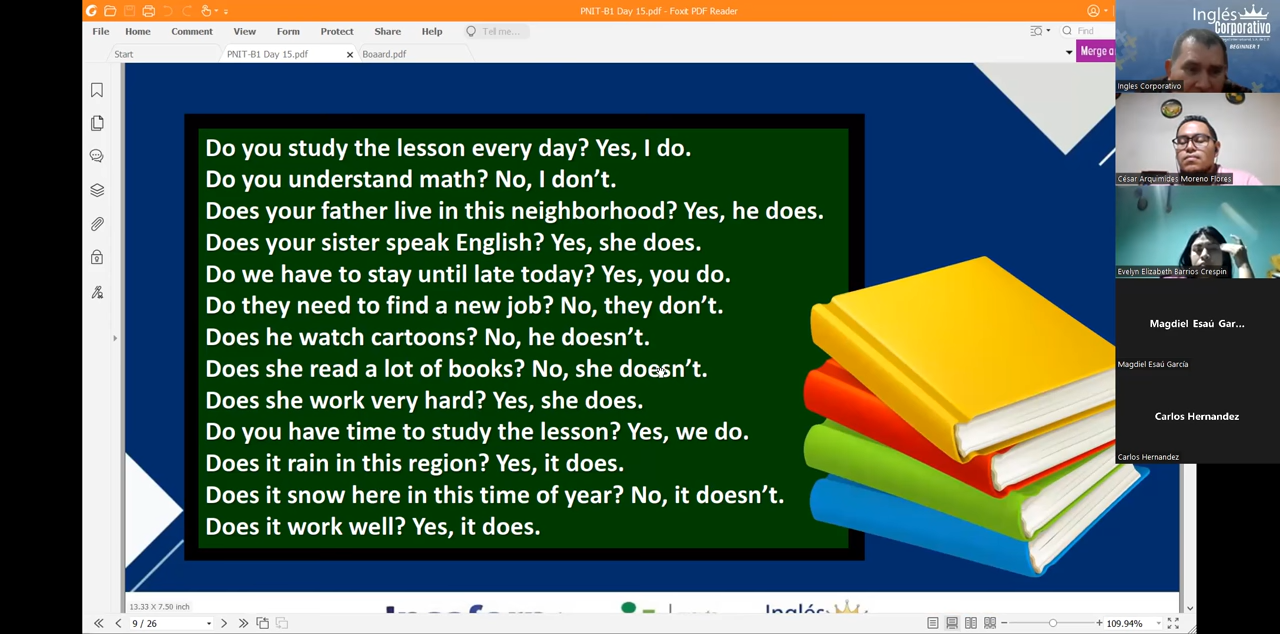 PNIT-B1 Day 15.pdf - Foxit PDF Reader
File Home Comment View Form Protect Share Help Tell me... Find
Start PNIT-B1 Day 15.pdf Boaard.pdf Merge a
Do you study the lesson every day? Yes, I do.
Do you understand math? No, I don't.
Does your father live in this neighborhood? Yes, he does.
Does your sister speak English? Yes, she does.
Do we have to stay until late today? Yes, you do.
Do they need to find a new job? No, they don't.
Does he watch cartoons? No, he doesn't.
Does she read a lot of books? No, she doesn't.
Does she work very hard? Yes, she does.
Do you have time to study the lesson? Yes, we do.
Does it rain in this region? Yes, it does.
Does it snow here in this time of year? No, it doesn't.
Does it work well? Yes, it does.
Inglés
13.33 X 7.50 inch
9 / 26
109.94%
Inglés
Corporativo
BEGINNER 1
Ingles Corporativo
César Arquimides Moreno Flores
Evelyn Elizabeth Barrios Crespin
Magdiel Esaú Gar...
Magdiel Esaú García
Carlos Hernandez
Carlos Hernandez